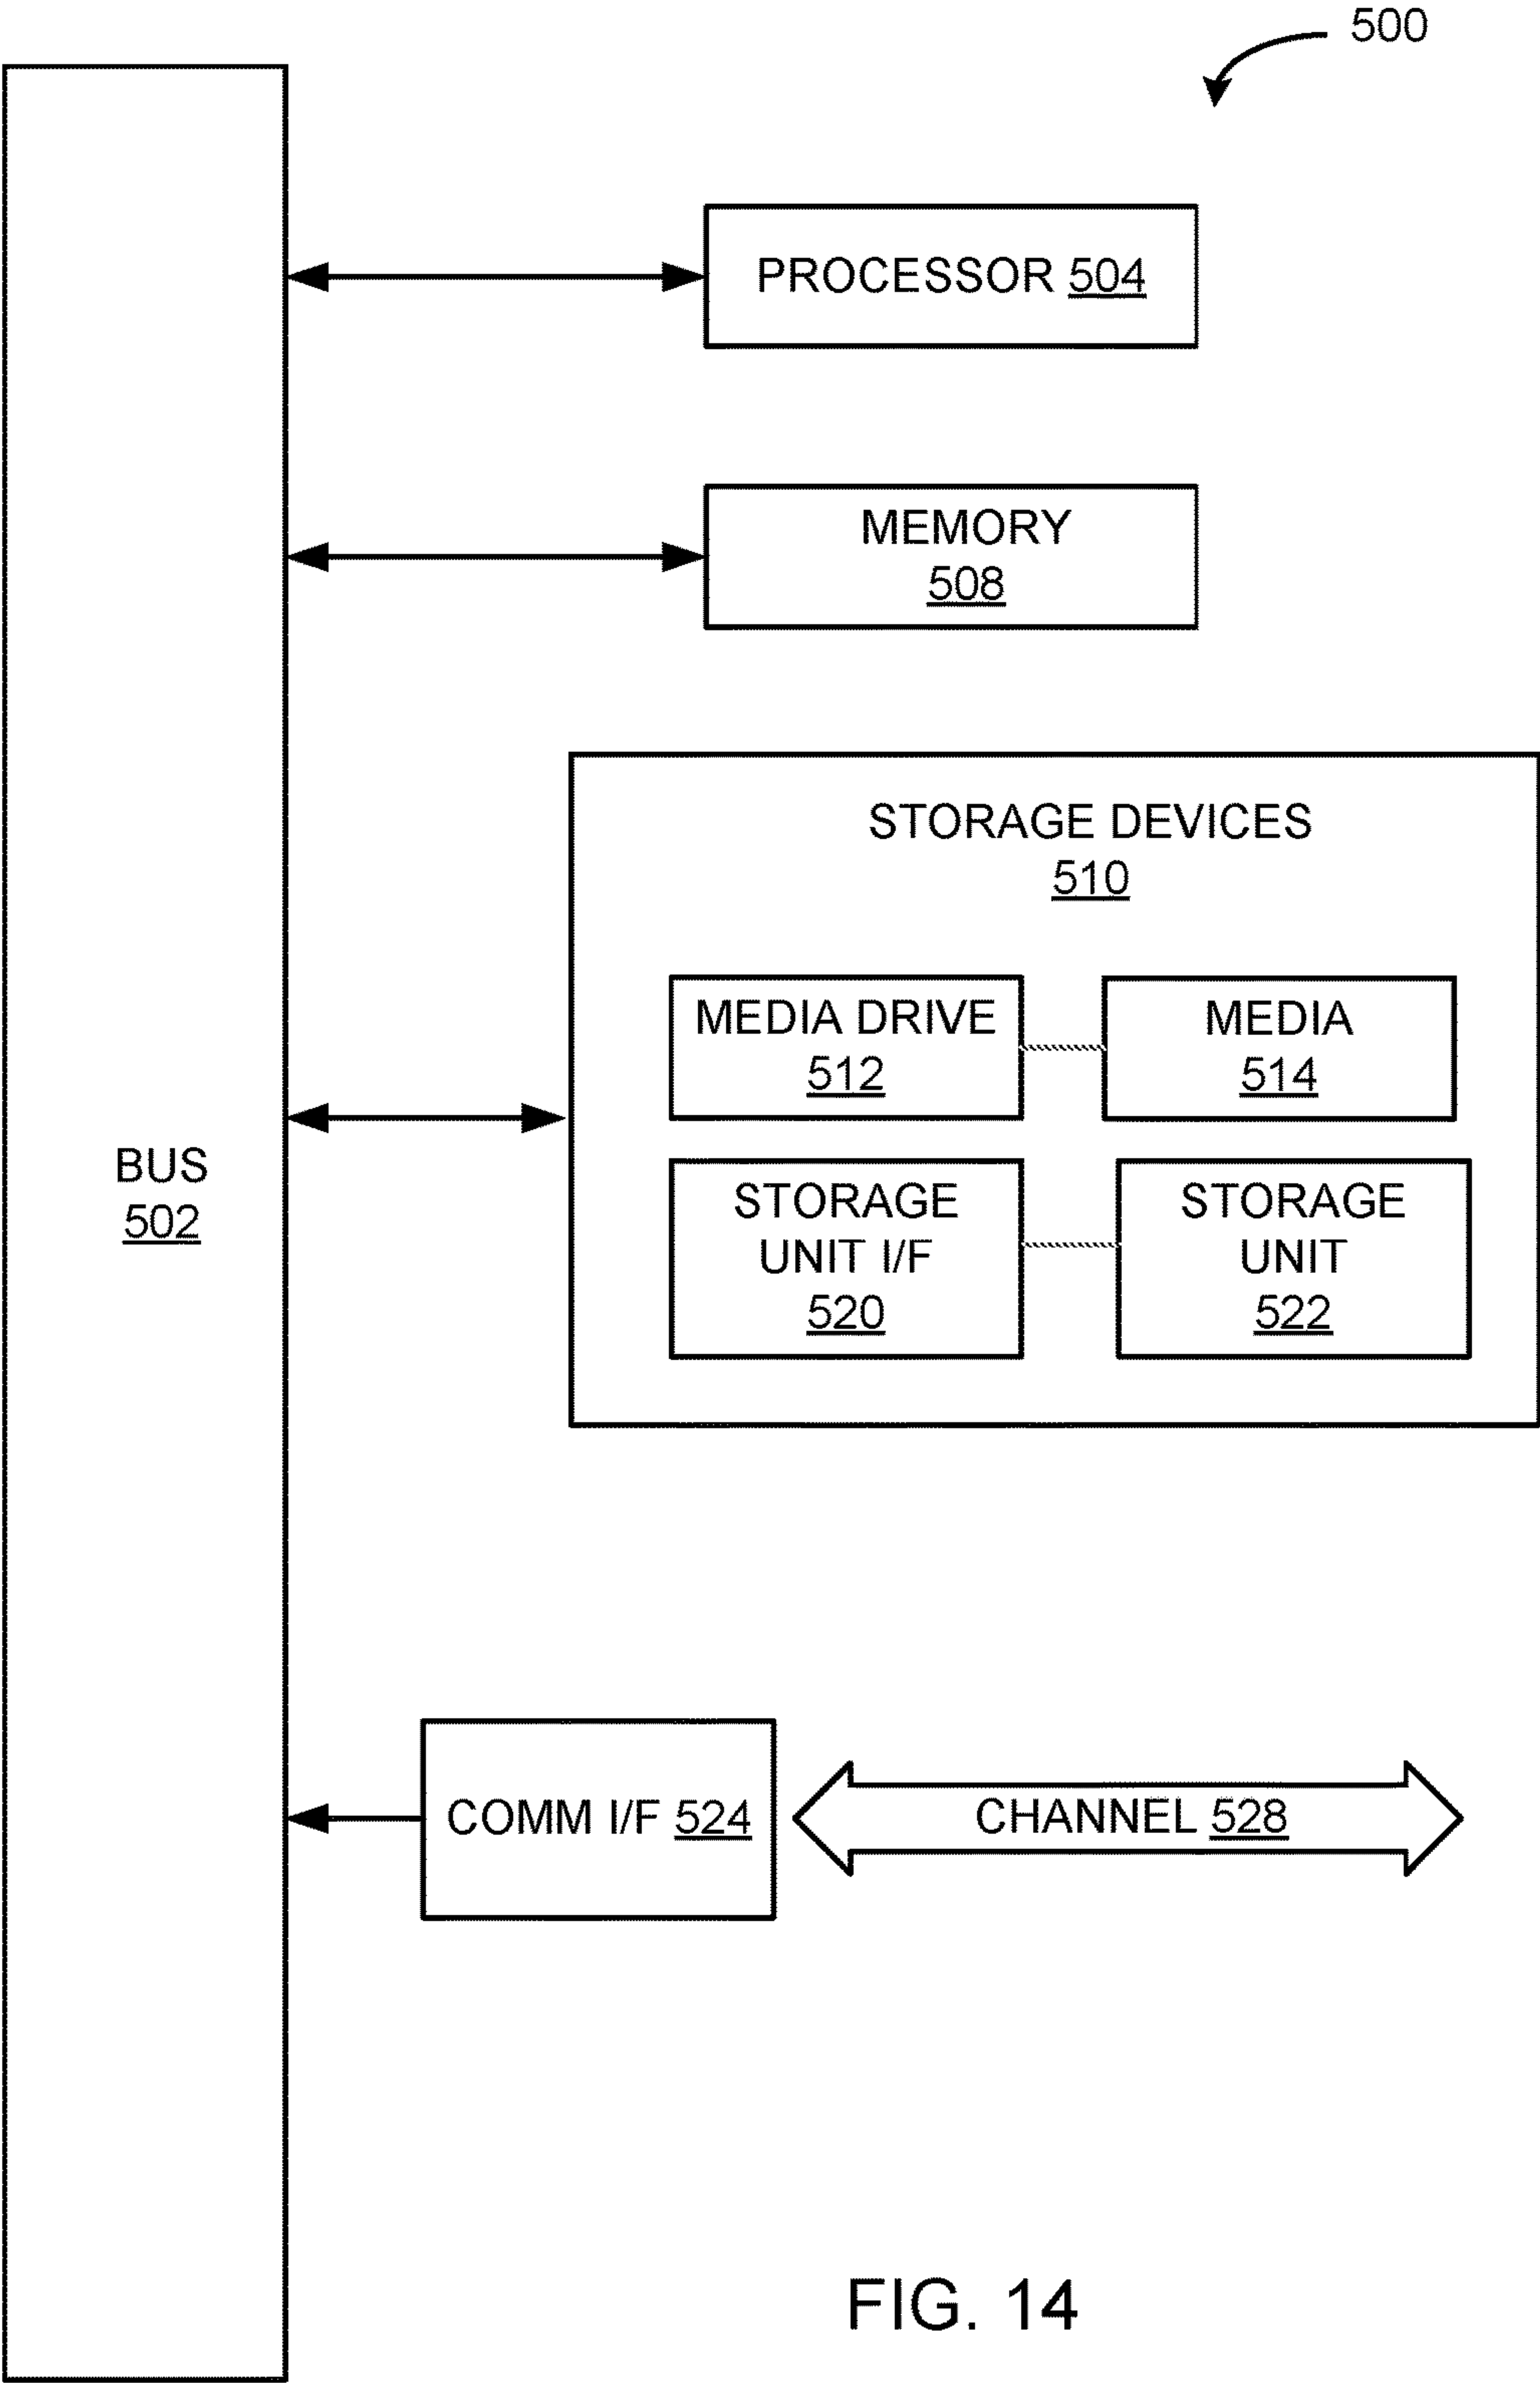 500
PROCESSOR 504
MEMORY
508
STORAGE DEVICES
510
MEDIA DRIVE
512
MEDIA
514
STORAGE
UNIT I/F
520
STORAGE
UNIT
522
BUS
502
COMM I/F 524
CHANNEL 528
FIG. 14